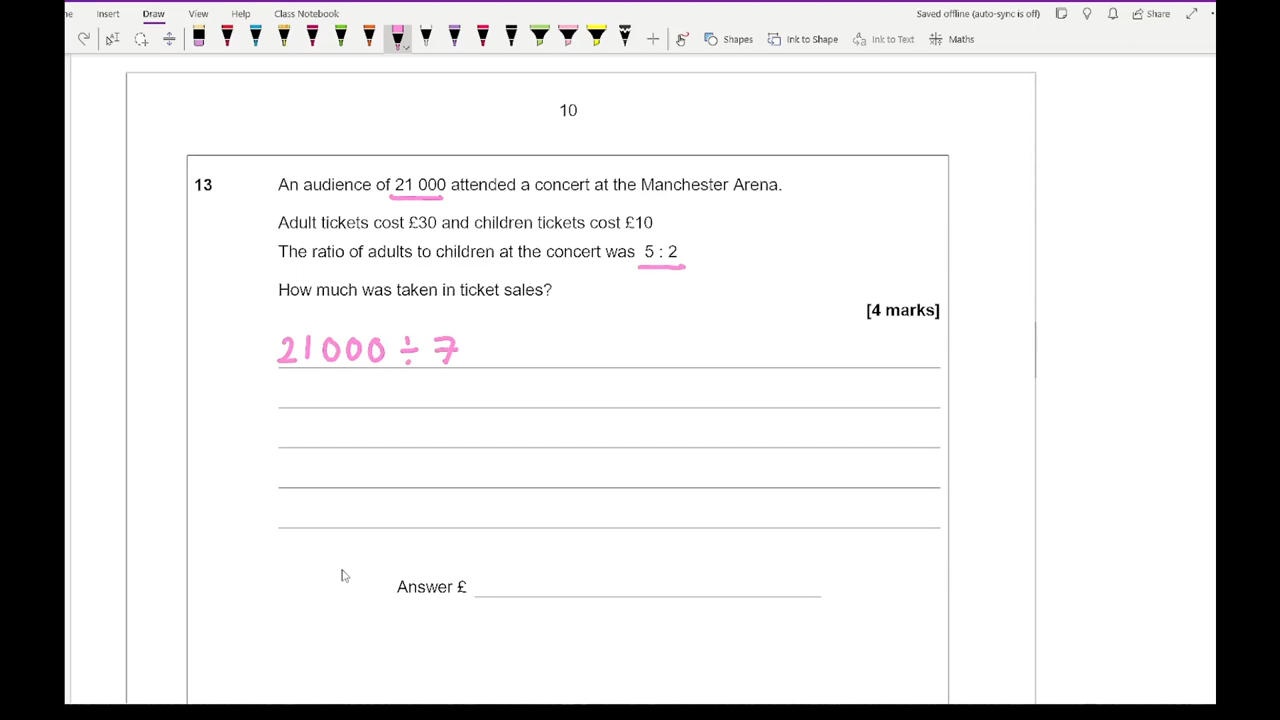 Insert Draw View Help Class Notebook Saved offline (auto-sync is off) Share
Shapes Ink to Shape Ink to Text Maths
10
13 An audience of 21 000 attended a concert at the Manchester Arena.
Adult tickets cost £30 and children tickets cost £10
The ratio of adults to children at the concert was 5 : 2
How much was taken in ticket sales?
[4 marks]
21000 ÷ 7
Answer £